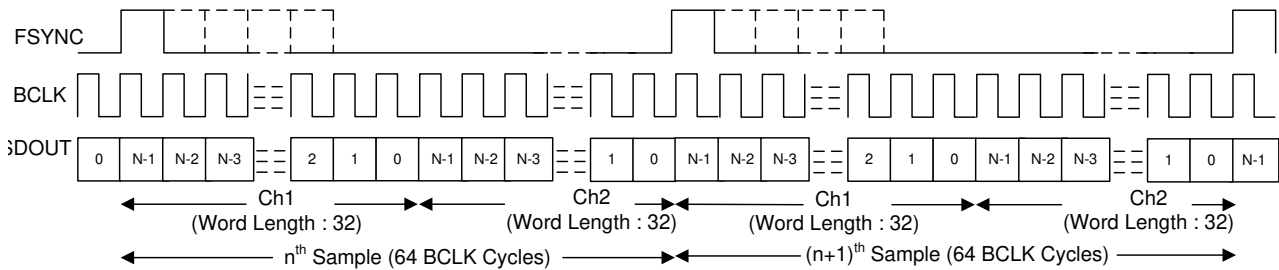 FSYNC
BCLK
SDOUT 0 N-1 N-2 N-3 2 1 0 N-1 N-2 N-3 1 0 N-1 N-2 N-3 2 1 0 N-1 N-2 N-3 1 0 N-1
Ch1 Ch2 Ch1 Ch2
(Word Length : 32) (Word Length : 32) (Word Length : 32) (Word Length : 32)
nth Sample (64 BCLK Cycles) (n+1)th Sample (64 BCLK Cycles)